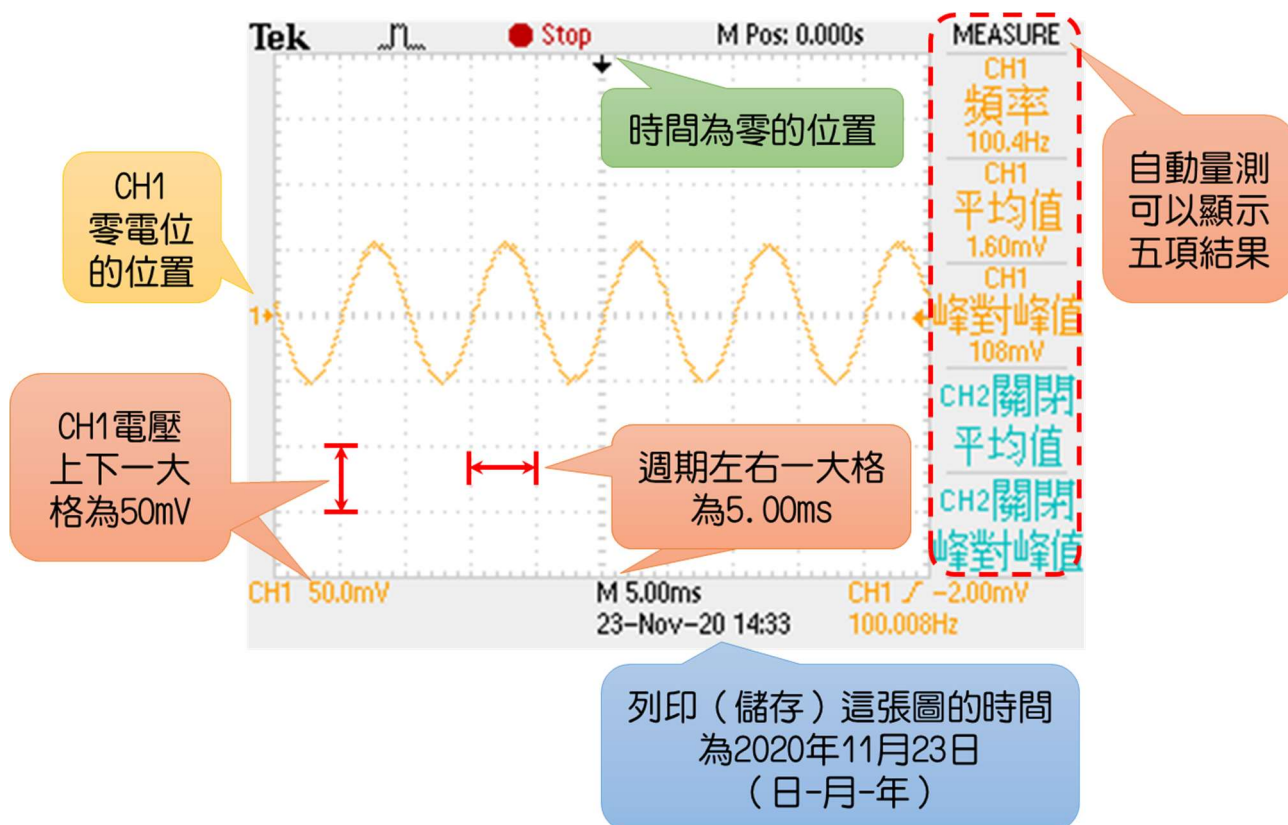 Tek
Stop
M Pos: 0.000s
MEASURE
CH1
頻率
100.4Hz
CH1
平均值
1.60mV
CH1
峰對峰值
108mV
CH2關閉
平均值
CH2關閉
峰對峰值
時間為零的位置
自動量測
可以顯示
五項結果
CH1
零電位
的位置
1
CH1電壓
上下一大
格為50mV
週期左右一大格
為5.00ms
CH1 50.0mV
M 5.00ms
CH1 -2.00mV
23-Nov-20 14:33
100.008Hz
列印（儲存）這張圖的時間
為2020年11月23日
（日-月-年）